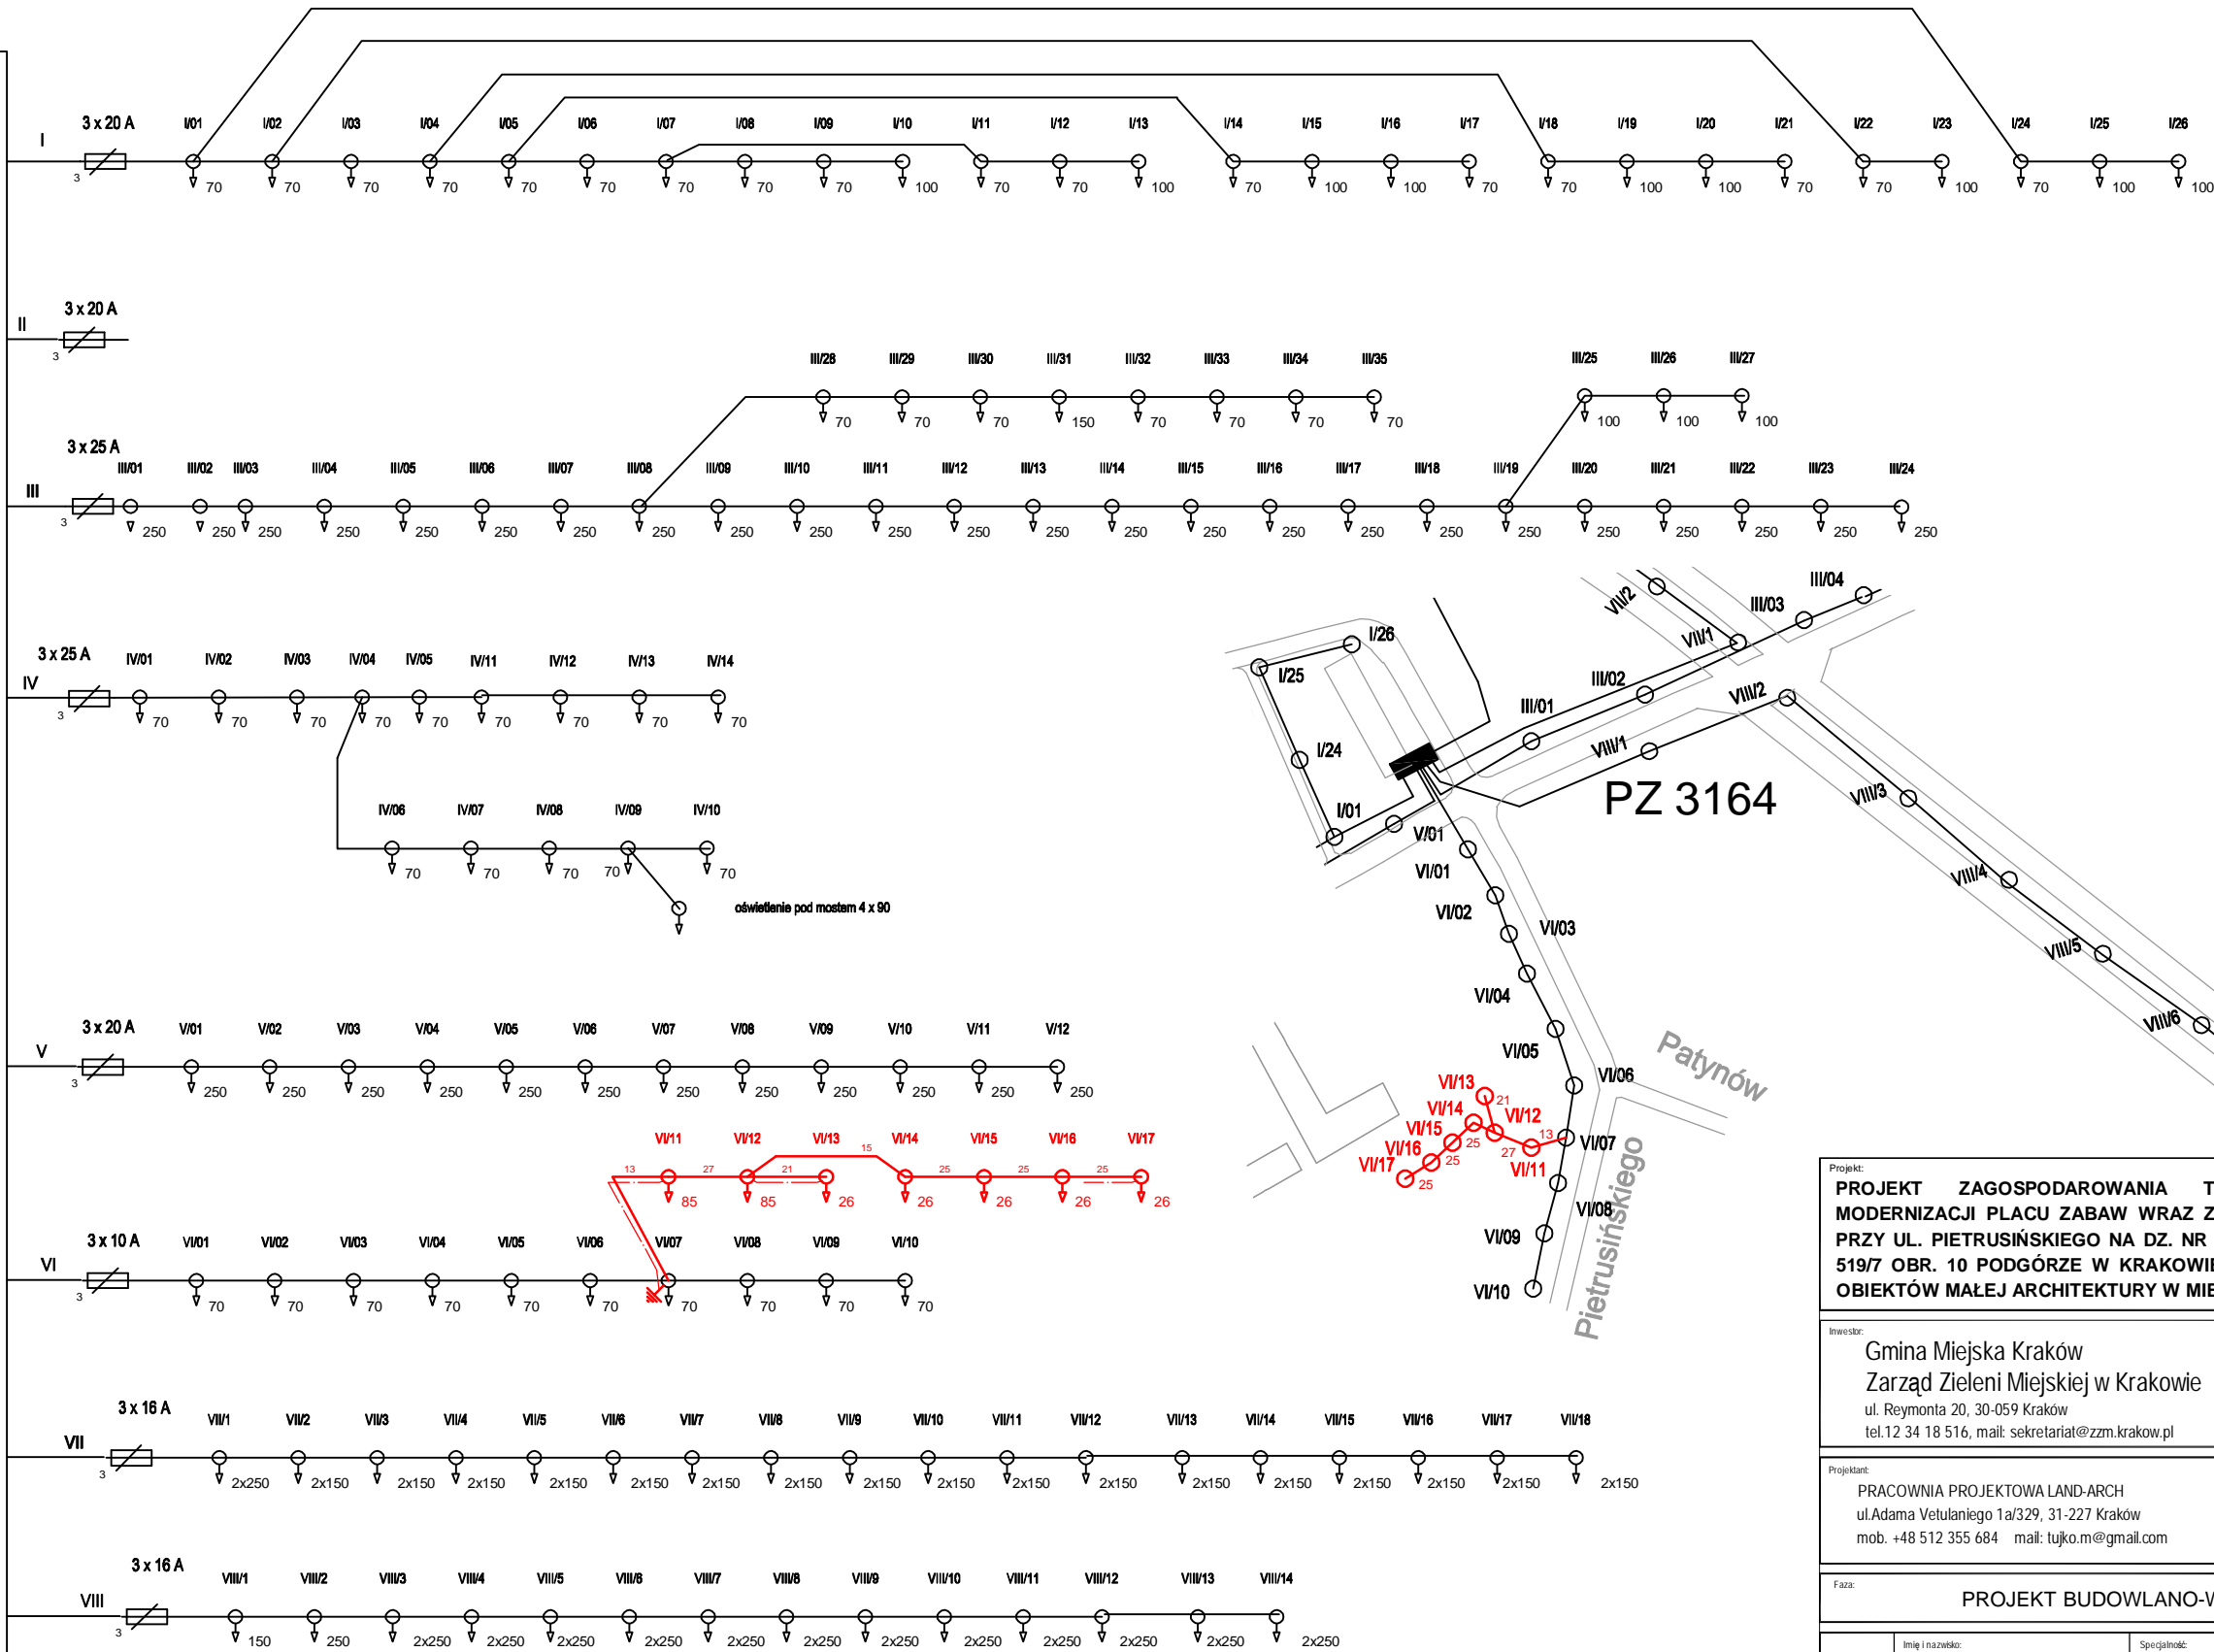 I 3 x 20 A I/01 I/02 I/03 I/04 I/05 I/06 I/07 I/08 I/09 I/10 I/11 I/12 I/13 I/14 I/15 I/16 I/17 I/18 I/19 I/20 I/21 I/22 I/23 I/24 I/25 I/26
3 70 70 70 70 70 70 70 70 70 100 70 70 100 70 100 100 70 70 100 100 70 70 100 70 100 100
II 3 x 20 A
3
III/28 III/29 III/30 III/31 III/32 III/33 III/34 III/35 III/25 III/26 III/27
70 70 70 150 70 70 70 70 100 100 100
III 3 x 25 A III/01 III/02 III/03 III/04 III/05 III/06 III/07 III/08 III/09 III/10 III/11 III/12 III/13 III/14 III/15 III/16 III/17 III/18 III/19 III/20 III/21 III/22 III/23 III/24
3 250 250 250 250 250 250 250 250 250 250 250 250 250 250 250 250 250 250 250 250 250 250 250 250
IV 3 x 25 A IV/01 IV/02 IV/03 IV/04 IV/05 IV/11 IV/12 IV/13 IV/14
3 70 70 70 70 70 70 70 70 70
IV/06 IV/07 IV/08 IV/09 IV/10
70 70 70 70 70
oświetlenie pod mostem 4 x 90
V 3 x 20 A V/01 V/02 V/03 V/04 V/05 V/06 V/07 V/08 V/09 V/10 V/11 V/12
3 250 250 250 250 250 250 250 250 250 250 250 250
VI/11 VI/12 VI/13 VI/14 VI/15 VI/16 VI/17
13 27 21 15 25 25 25
85 85 26 26 26 26 26
VI 3 x 10 A VI/01 VI/02 VI/03 VI/04 VI/05 VI/06 VI/07 VI/08 VI/09 VI/10
3 70 70 70 70 70 70 70 70 70 70
VII 3 x 16 A VII/1 VII/2 VII/3 VII/4 VII/5 VII/6 VII/7 VII/8 VII/9 VII/10 VII/11 VII/12 VII/13 VII/14 VII/15 VII/16 VII/17 VII/18
3 2x250 2x150 2x150 2x150 2x150 2x150 2x150 2x150 2x150 2x150 2x150 2x150 2x150 2x150 2x150 2x150 2x150 2x150
VIII 3 x 16 A VIII/1 VIII/2 VIII/3 VIII/4 VIII/5 VIII/6 VIII/7 VIII/8 VIII/9 VIII/10 VIII/11 VIII/12 VIII/13 VIII/14
3 150 250 2x250 2x250 2x250 2x250 2x250 2x250 2x250 2x250 2x250 2x250 2x250 2x250
I/26
I/25
I/24
I/01
V/01
VII/2
VII/1
III/04
III/03
III/02
III/01
VIII/1
VIII/2
VIII/3
VIII/4
VIII/5
VIII/6
PZ 3164
VI/01
VI/02
VI/03
VI/04
VI/05
VI/06
VI/07
VI/08
VI/09
VI/10
VI/13
21
VI/14
VI/12
VI/15
25
13
VI/16
25
27
VI/11
VI/17
25
Patynów
Pietrusińskiego
Projekt:
PROJEKT ZAGOSPODAROWANIA T
MODERNIZACJI PLACU ZABAW WRAZ Z
PRZY UL. PIETRUSIŃSKIEGO NA DZ. NR
519/7 OBR. 10 PODGÓRZE W KRAKOWIE
OBIEKTÓW MAŁEJ ARCHITEKTURY W MIE
Inwestor:
Gmina Miejska Kraków
Zarząd Zieleni Miejskiej w Krakowie
ul. Reymonta 20, 30-059 Kraków
tel.12 34 18 516, mail: sekretariat@zzm.krakow.pl
Projektant:
PRACOWNIA PROJEKTOWA LAND-ARCH
ul.Adama Vetulaniego 1a/329, 31-227 Kraków
mob. +48 512 355 684 mail: tujko.m@gmail.com
Faza:
PROJEKT BUDOWLANO-W
Imię i nazwisko: Specjalność: